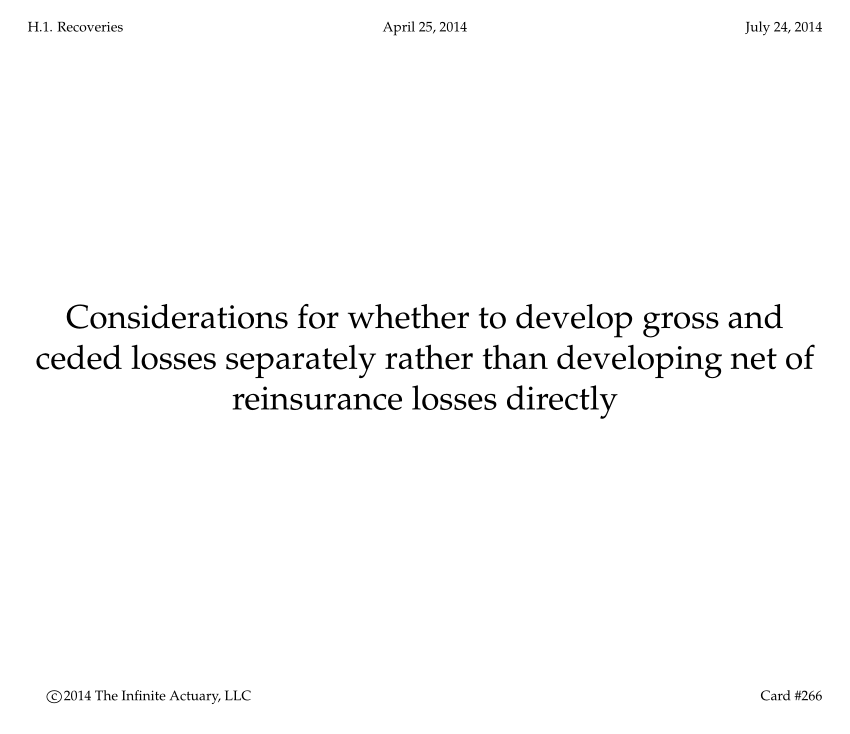 H.1. Recoveries April 25, 2014 July 24, 2014
Considerations for whether to develop gross and
ceded losses separately rather than developing net of
reinsurance losses directly
©2014 The Infinite Actuary, LLC Card #266